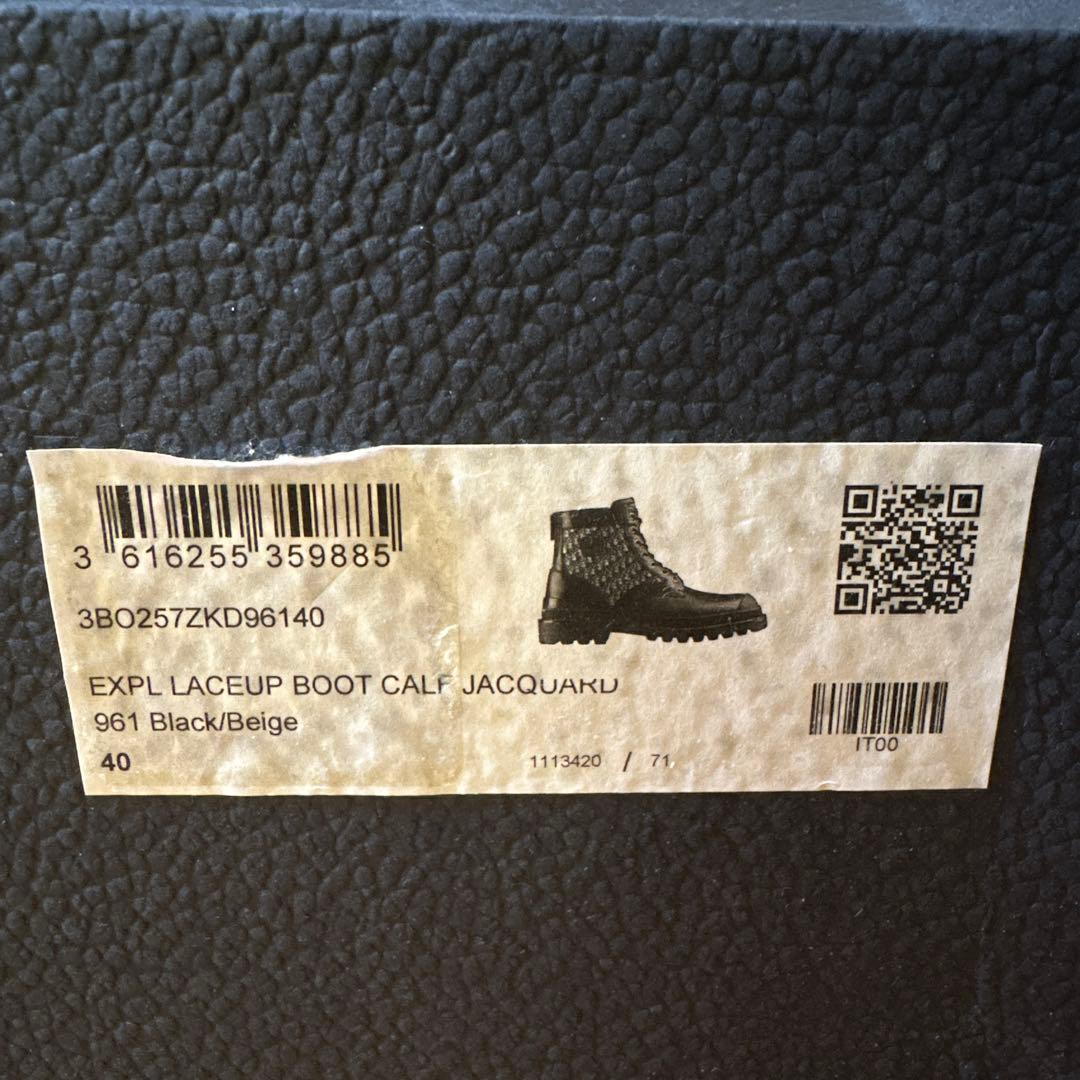 3 616255 359885
3BO257ZKD96140
EXPL LACEUP BOOT CALF JACQUARD
961 Black/Beige
40
1113420 / 71
IT00